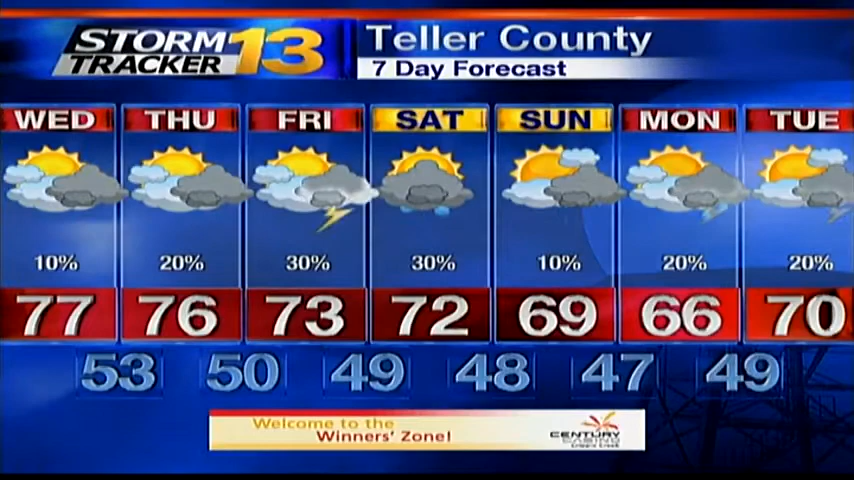 STORM TRACKER 13
Teller County
7 Day Forecast
WED THU FRI SAT SUN MON TUE
10% 20% 30% 30% 10% 20% 20%
77 76 73 72 69 66 70
53 50 49 48 47 49
Welcome to the
Winners' Zone!
CENTURY
CASINO
Cripple Creek